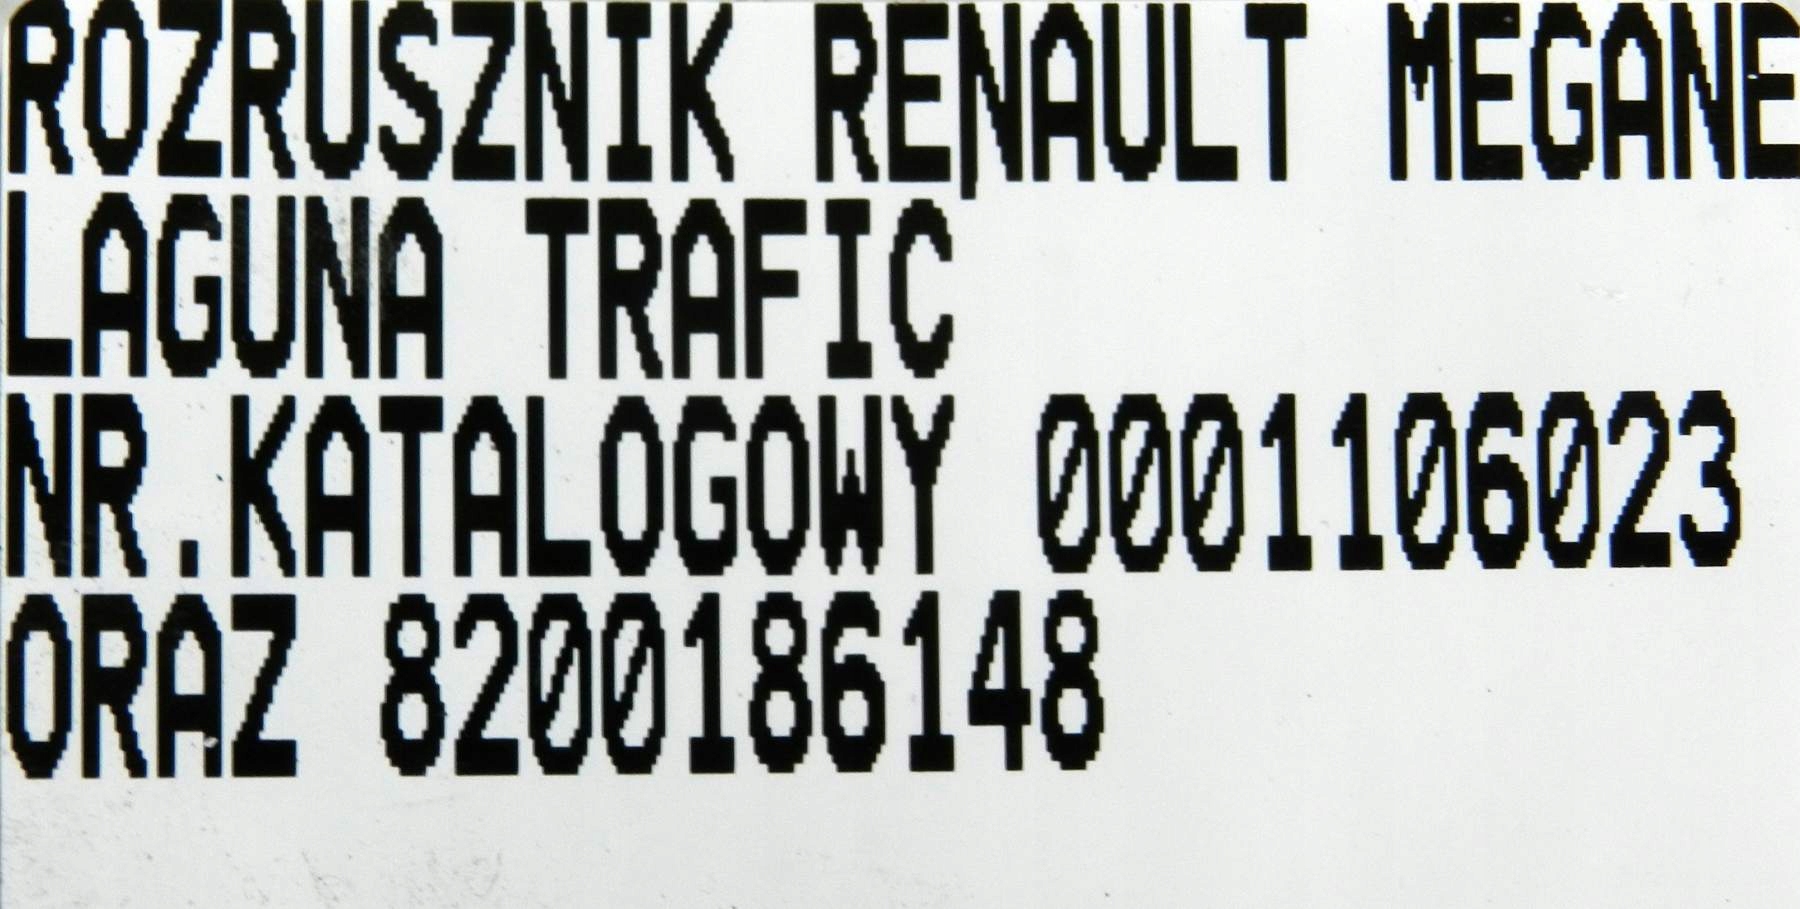 ROZRUSZNIK RENAULT MEGANE
LAGUNA TRAFIC
NR.KATALOGOWY 0001106023
ORAZ 8200186148